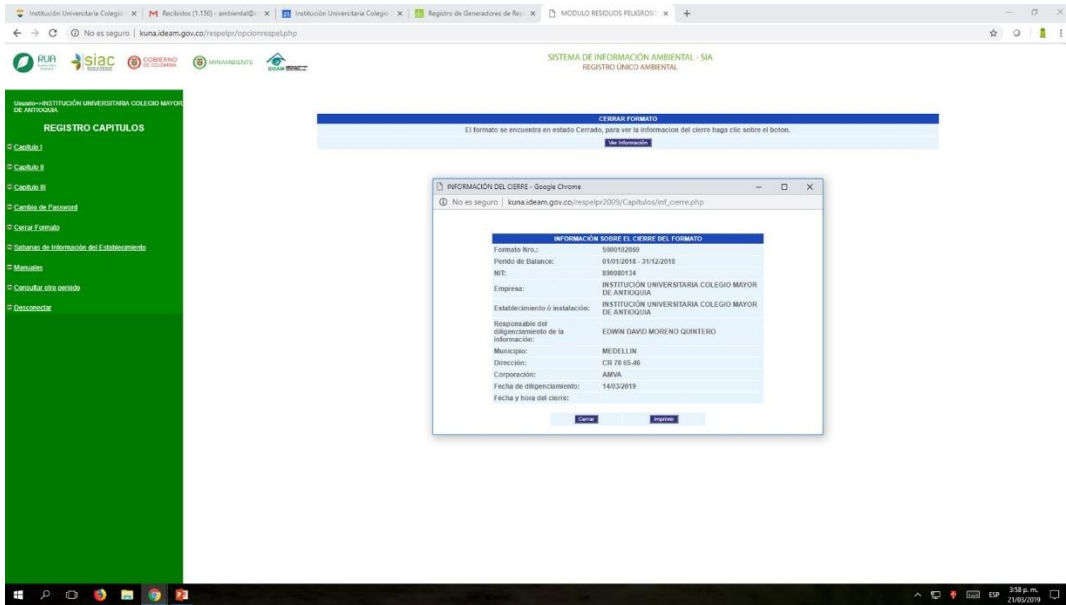 Institución Universitaria Colegio
Recibidos (1.150) - ambiental@
Institución Universitaria Colegio
Registro de Generadores de Res
MODULO RESIDUOS PELIGROSO
No es seguro | kuna.ideam.gov.co/respelpr/opcionrespel.php
RUA
siac
GOBIERNO DE COLOMBIA
MINAMBIENTE
IDEAM
SISTEMA DE INFORMACIÓN AMBIENTAL - SIA
REGISTRO ÚNICO AMBIENTAL
Usuario->INSTITUCIÓN UNIVERSITARIA COLEGIO MAYOR
DE ANTIOQUIA
REGISTRO CAPITULOS
Capitulo I
Capitulo II
Capitulo III
Cambio de Password
Cerrar Formato
Sabanas de Información del Establecimiento
Manuales
Consultar otro periodo
Desconectar
CERRAR FORMATO
El formato se encuentra en estado Cerrado, para ver la informacion del cierre haga clic sobre el boton.
Ver Información
INFORMACIÓN DEL CIERRE - Google Chrome
No es seguro | kuna.ideam.gov.co/respelpr2009/Capitulos/inf_cierre.php
INFORMACIÓN SOBRE EL CIERRE DEL FORMATO
Formato Nro.: 5000182869
Perido de Balance: 01/01/2018 - 31/12/2018
NIT: 890980134
Empresa: INSTITUCIÓN UNIVERSITARIA COLEGIO MAYOR
DE ANTIOQUIA
Establecimiento ó instalación: INSTITUCIÓN UNIVERSITARIA COLEGIO MAYOR
DE ANTIOQUIA
Responsable del
diligenciamiento de la
información: EDWIN DAVID MORENO QUINTERO
Municipio: MEDELLIN
Dirección: CR 78 65-46
Corporación: AMVA
Fecha de diligenciamiento: 14/03/2019
Fecha y hora del cierre:
Cerrar Imprimir
ESP
3:58 p. m.
21/03/2019